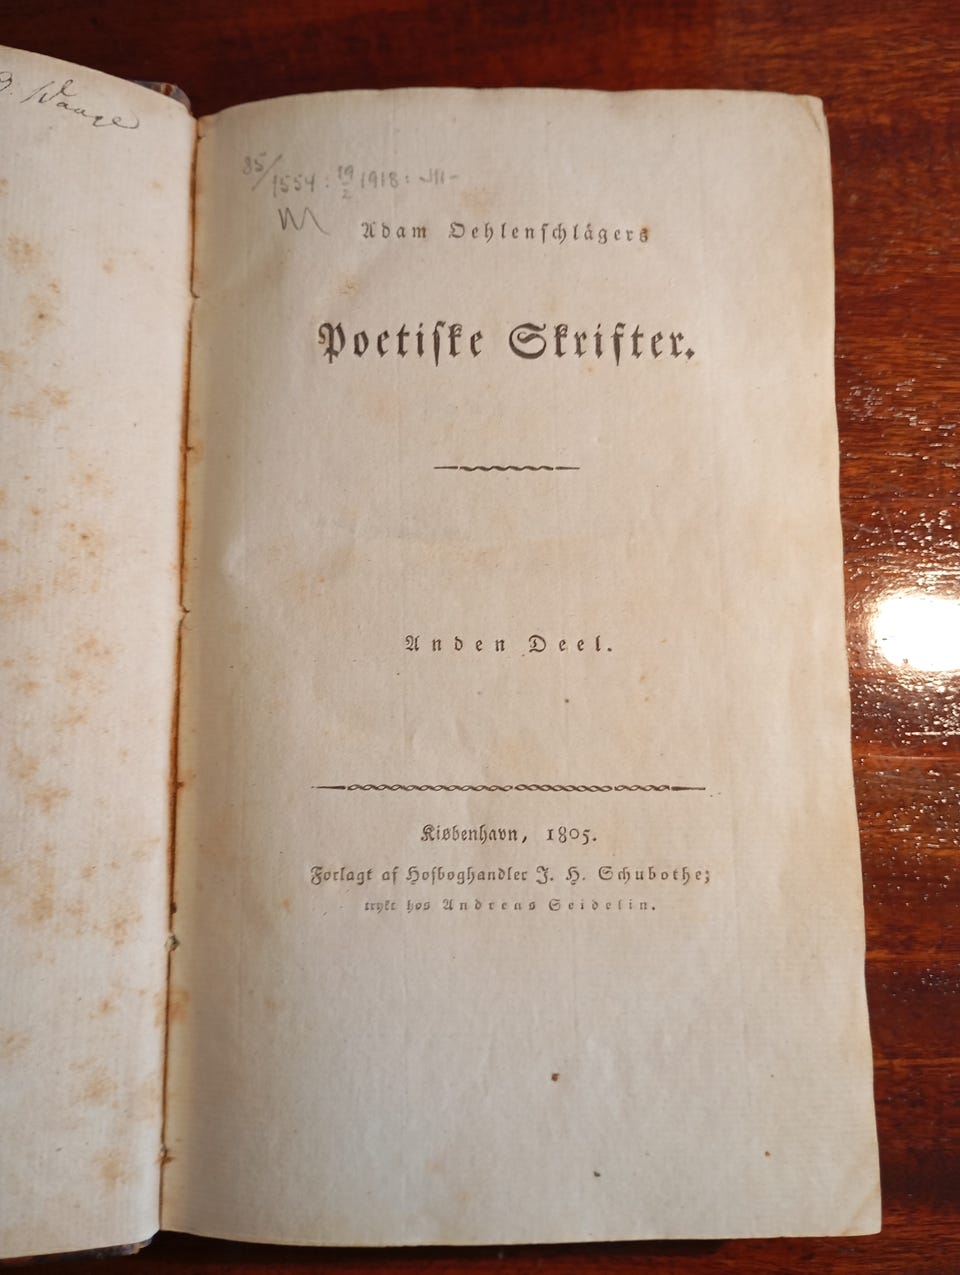 Waage
85/1554: 19/2 1918:
Adam Oehlenschlägers
Poetiske Skrifter.
Anden Deel.
Kiøbenhavn, 1805.
Forlagt af Hofboghandler J. H. Schubothe;
trykt hos Andreas Seidelin.